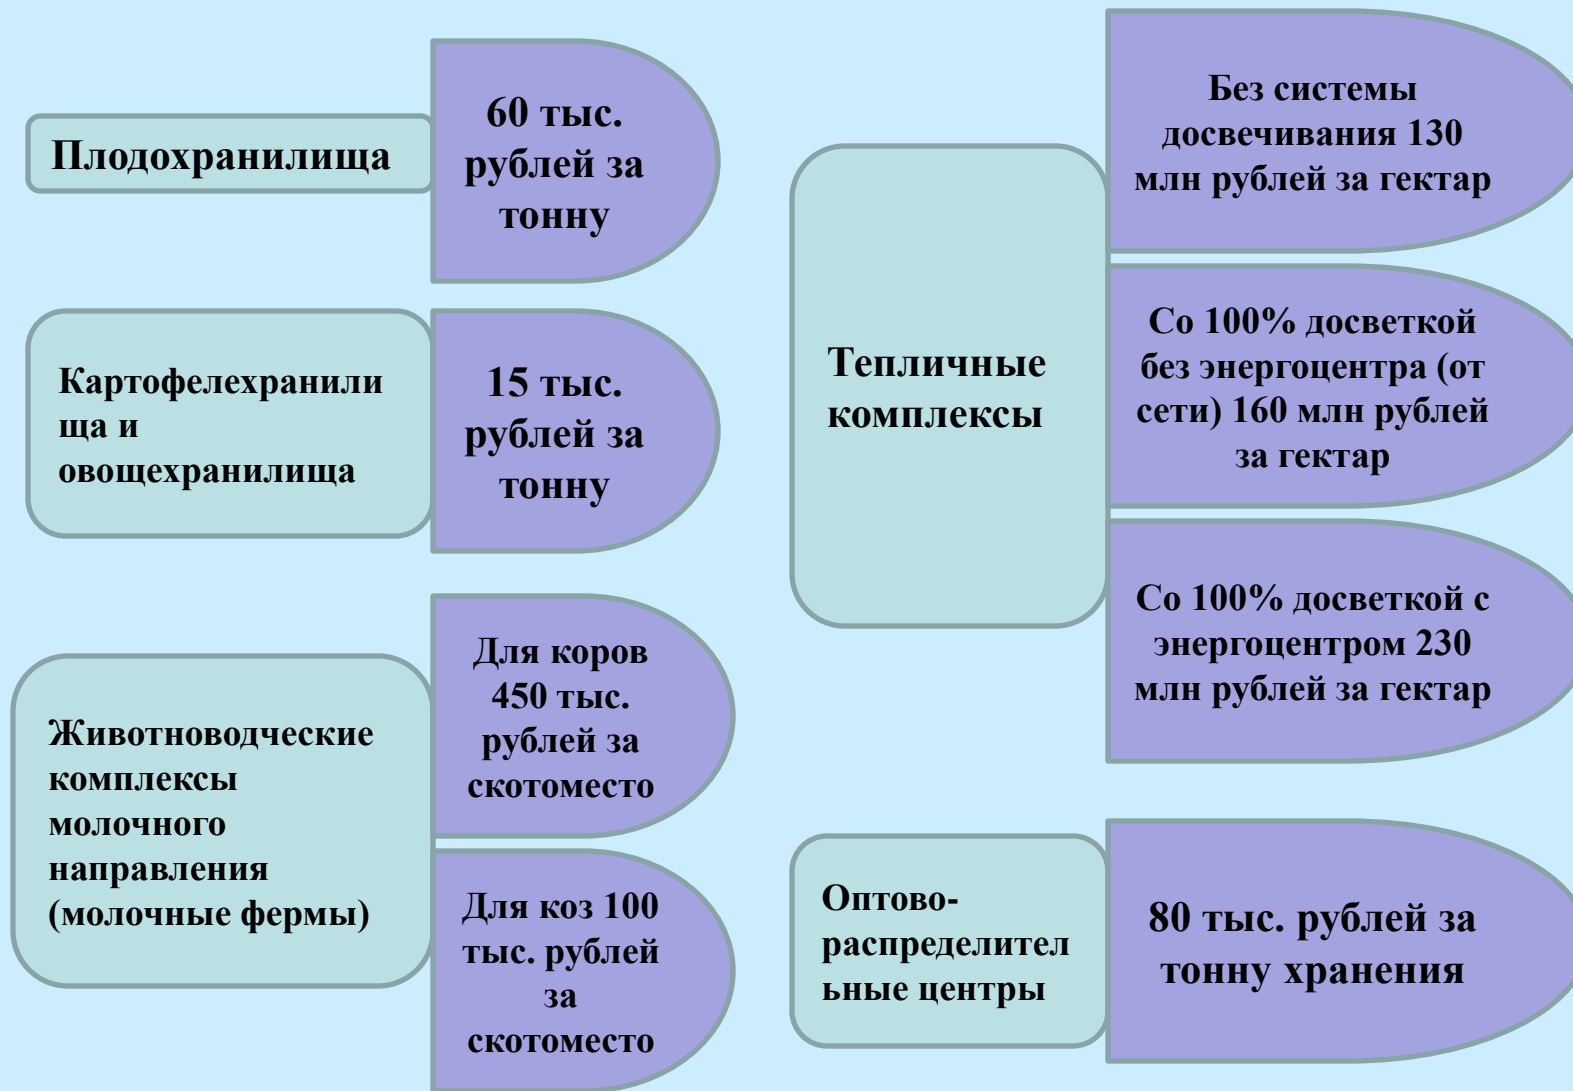 Плодохранилища
60 тыс.
рублей за
тонну
Картофелехранили
ща и
овощехранилища
15 тыс.
рублей за
тонну
Животноводческие
комплексы
молочного
направления
(молочные фермы)
Для коров
450 тыс.
рублей за
скотоместо
Для коз 100
тыс. рублей
за
скотоместо
Тепличные
комплексы
Без системы
досвечивания 130
млн рублей за гектар
Со 100% досветкой
без энергоцентра (от
сети) 160 млн рублей
за гектар
Со 100% досветкой с
энергоцентром 230
млн рублей за гектар
Оптово-
распределител
ьные центры
80 тыс. рублей за
тонну хранения